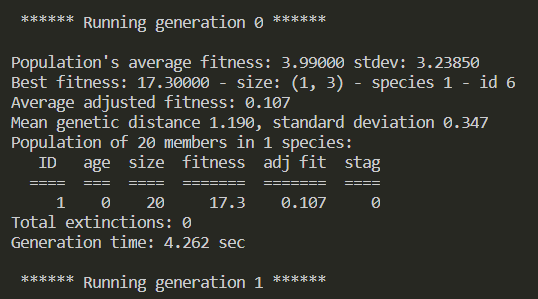 ****** Running generation 0 ******
Population's average fitness: 3.99000 stdev: 3.23850
Best fitness: 17.30000 - size: (1, 3) - species 1 - id 6
Average adjusted fitness: 0.107
Mean genetic distance 1.190, standard deviation 0.347
Population of 20 members in 1 species:
   ID   age  size  fitness  adj fit  stag
  ====  ===  ====  =======  =======  ====
     1    0    20     17.3    0.107     0
Total extinctions: 0
Generation time: 4.262 sec
****** Running generation 1 ******